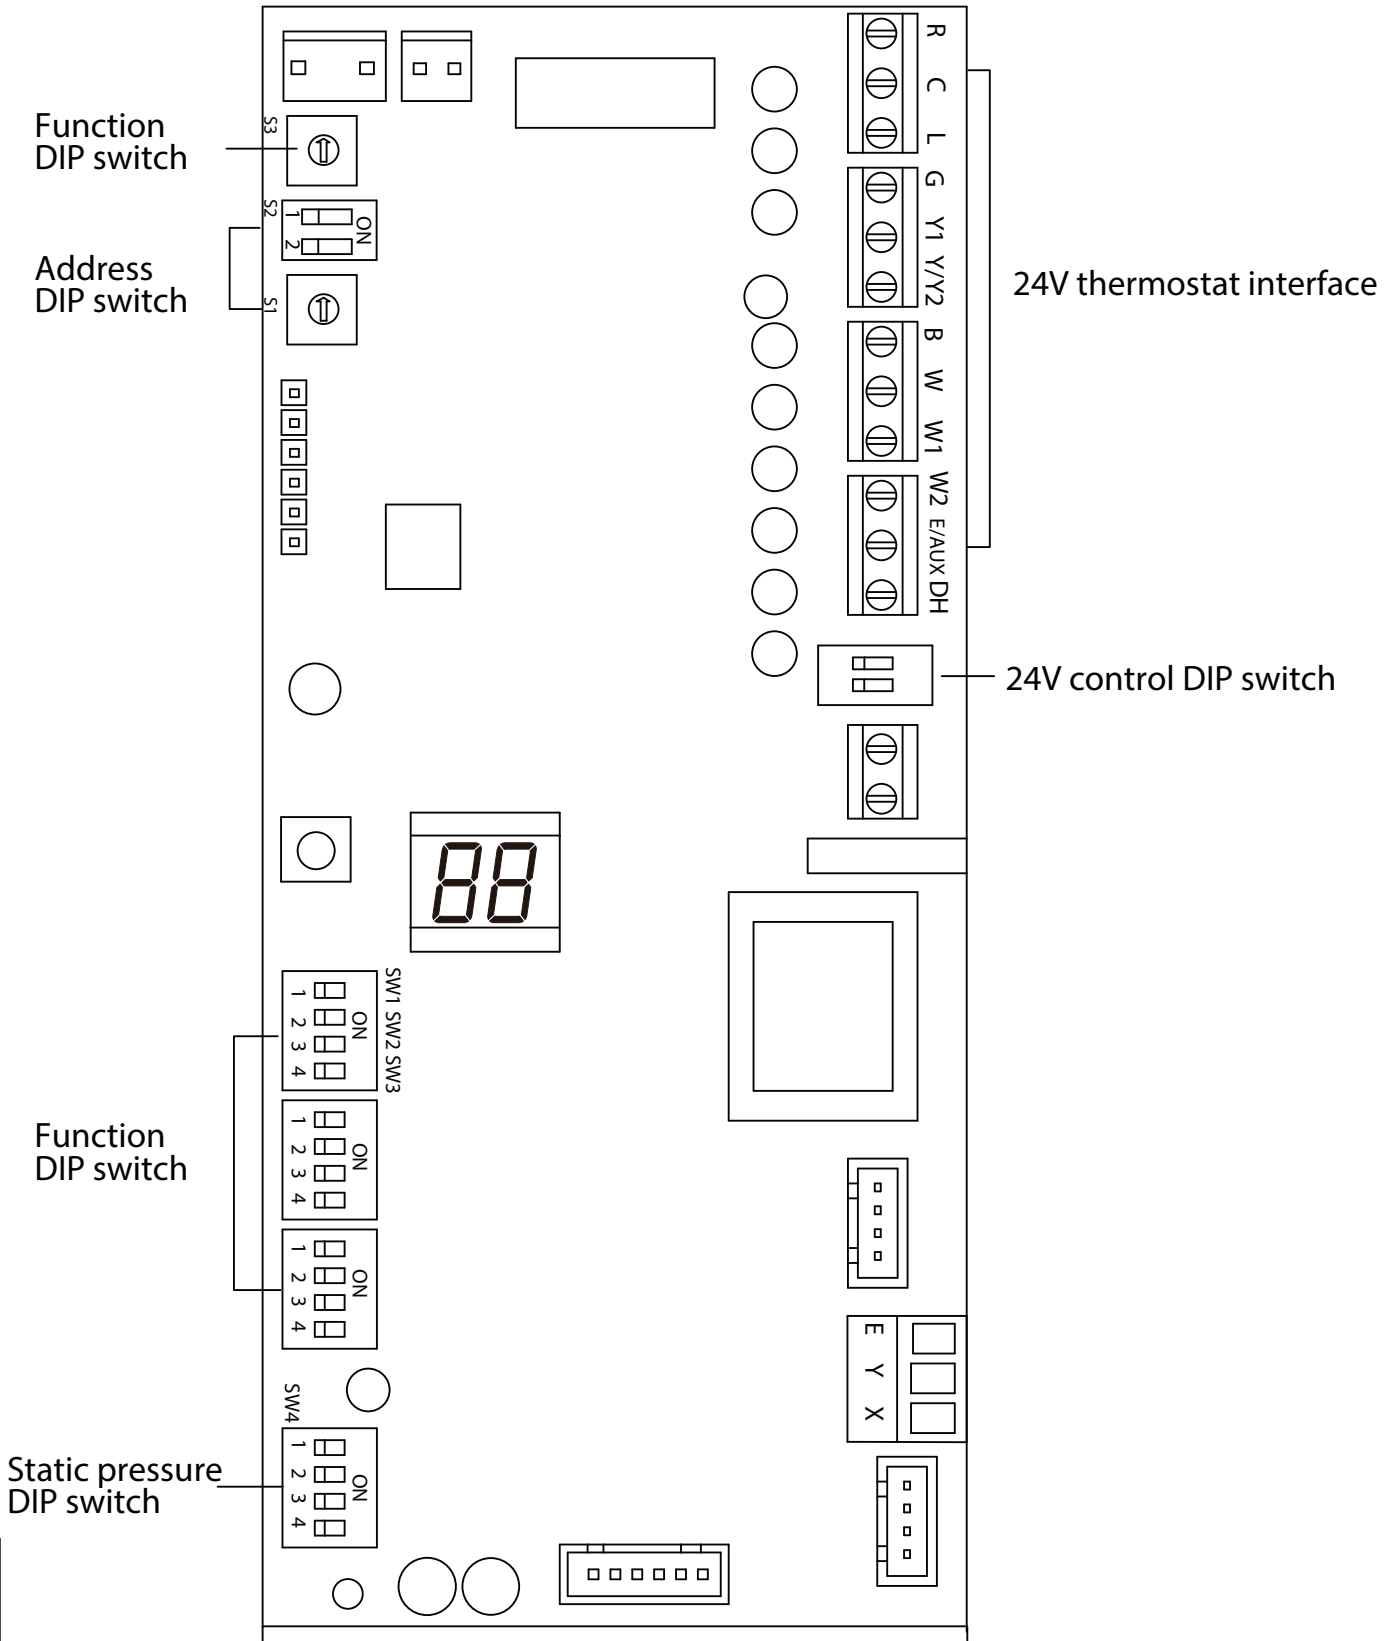 Function
DIP switch
S3
S2
1
2
ON
Address
DIP switch
S1
R
C
L
G
Y1
Y/Y2
B
W
W1
W2
E/AUX
DH
24V thermostat interface
24V control DIP switch
88
SW1 SW2 SW3
1
2
3
4
ON
Function
DIP switch
1
2
3
4
ON
1
2
3
4
ON
E
Y
X
SW4
Static pressure
DIP switch
1
2
3
4
ON